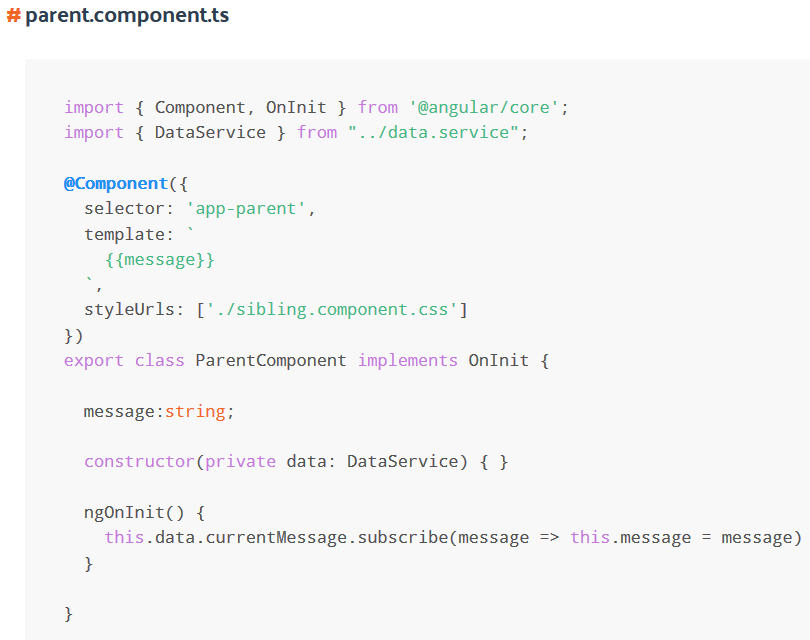 # parent.component.ts
import { Component, OnInit } from '@angular/core';
import { DataService } from "../data.service";
@Component({
  selector: 'app-parent',
  template: `
    {{message}}
  `,
  styleUrls: ['./sibling.component.css']
})
export class ParentComponent implements OnInit {
  message:string;
  constructor(private data: DataService) { }
  ngOnInit() {
    this.data.currentMessage.subscribe(message => this.message = message)
  }
}